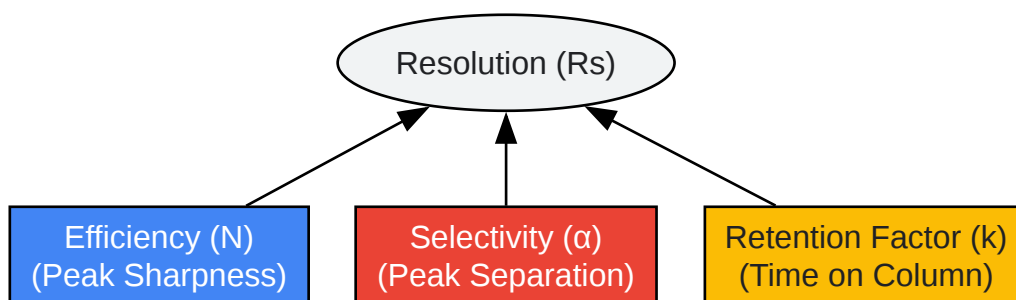 Resolution (Rs)
Efficiency (N)
(Peak Sharpness)
Selectivity (α)
(Peak Separation)
Retention Factor (k)
(Time on Column)